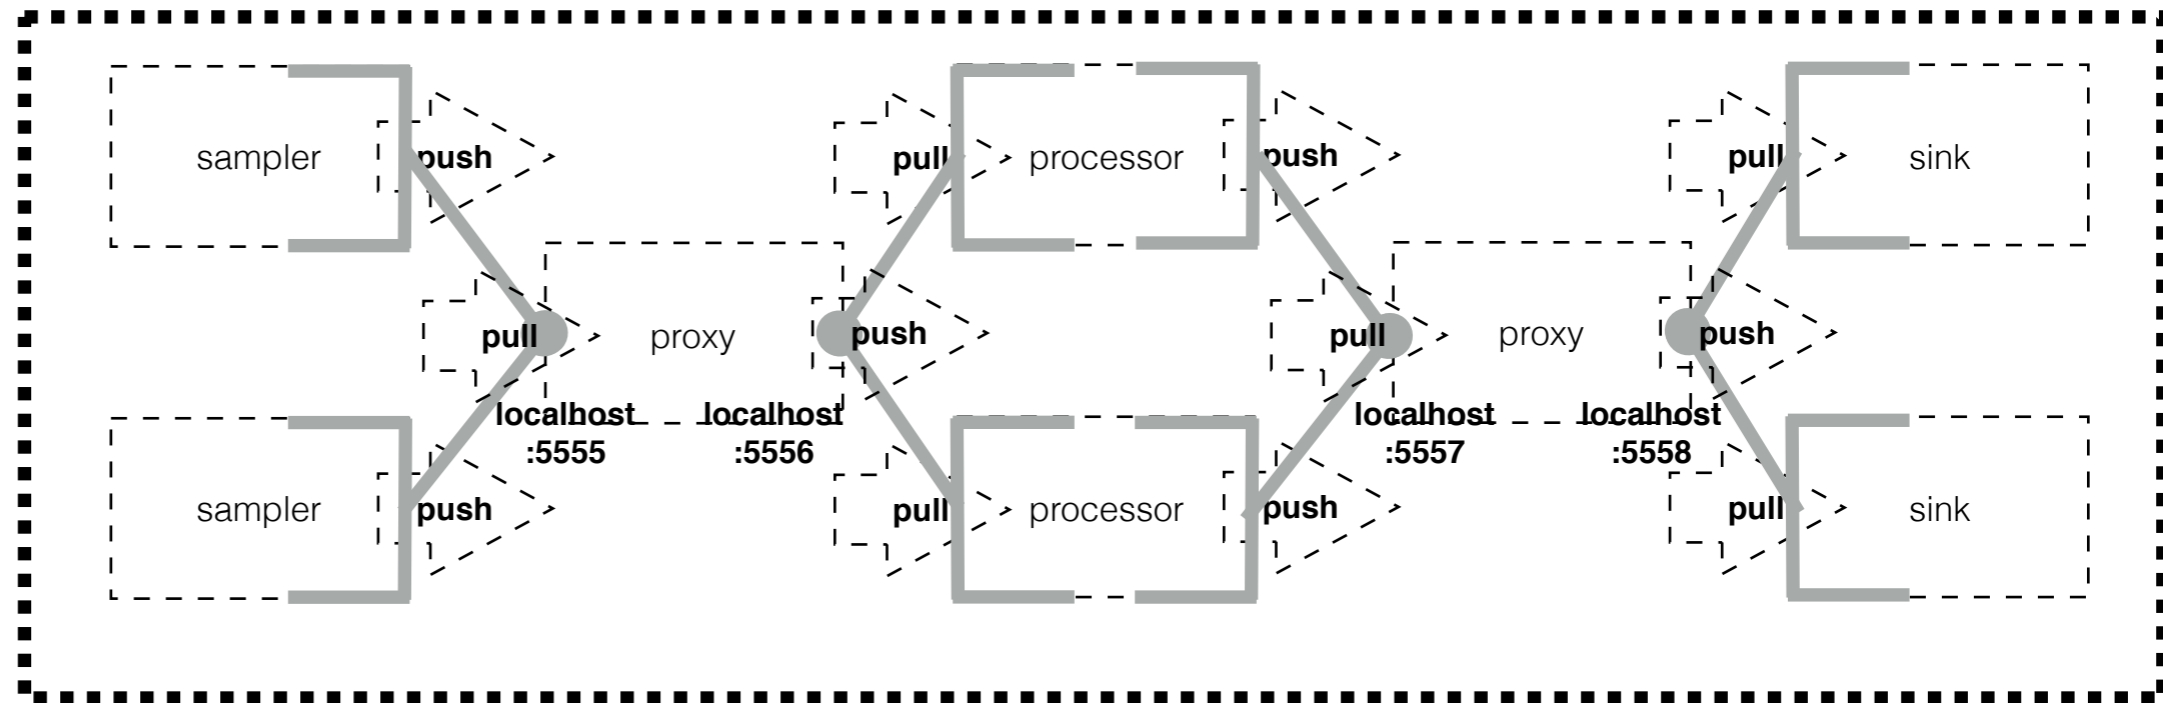 sampler
push
pull
processor
push
pull
sink
pull
proxy
push
pull
proxy
push
localhost
:5555
localhost
:5556
localhost
:5557
localhost
:5558
sampler
push
pull
processor
push
pull
sink